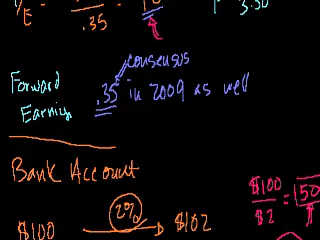 P/E = .35
3.50
consensus
Forward Earnings .35 in 2009 as well
Bank Account
$100 2% $102
$100 / $2 = 150